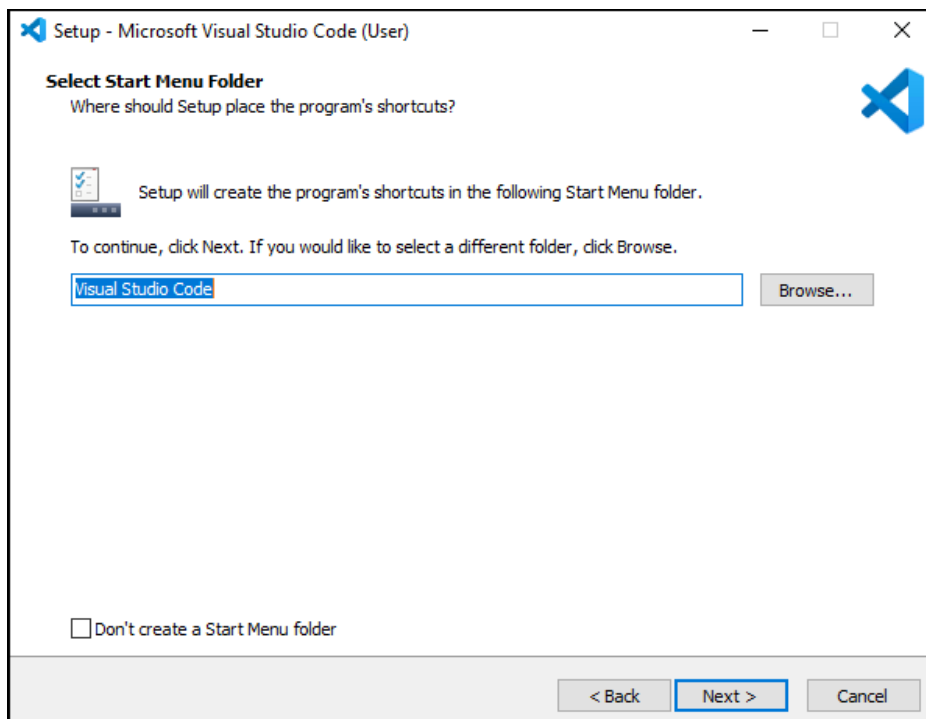 Setup - Microsoft Visual Studio Code (User)
Select Start Menu Folder
Where should Setup place the program's shortcuts?
Setup will create the program's shortcuts in the following Start Menu folder.
To continue, click Next. If you would like to select a different folder, click Browse.
Visual Studio Code
Browse...
Don't create a Start Menu folder
< Back
Next >
Cancel